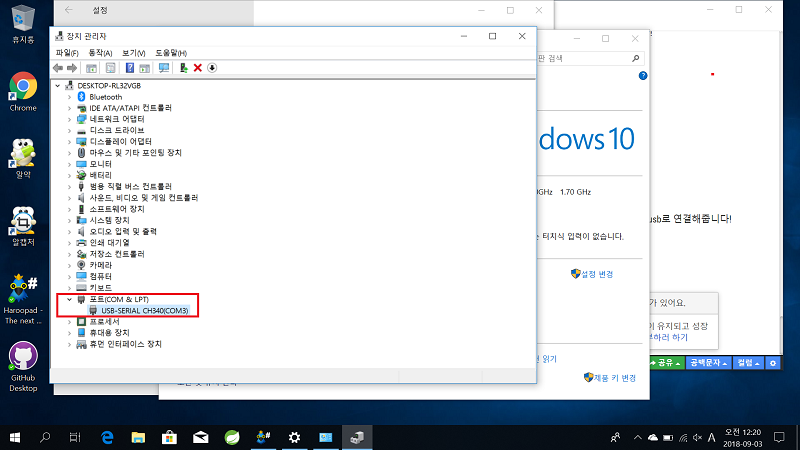 휴지통
Chrome
알약
알캡처
Haroopad -
The next ...
GitHub
Desktop
설정
장치 관리자
파일(F) 동작(A) 보기(V) 도움말(H)
DESKTOP-RL32VGB
Bluetooth
IDE ATA/ATAPI 컨트롤러
네트워크 어댑터
디스크 드라이브
디스플레이 어댑터
마우스 및 기타 포인팅 장치
모니터
배터리
범용 직렬 버스 컨트롤러
사운드, 비디오 및 게임 컨트롤러
소프트웨어 장치
시스템 장치
오디오 입력 및 출력
인쇄 대기열
저장소 컨트롤러
카메라
컴퓨터
키보드
포트(COM & LPT)
USB-SERIAL CH340(COM3)
프로세서
휴대용 장치
휴먼 인터페이스 장치
판 검색
dows 10
0GHz 1.70 GHz
는 터치식 입력이 없습니다.
설정 변경
읽기
제품 키 변경
usb로 연결해줍니다!
가 있어요.
이 유지되고 성장
하러 하기
공유
공백문자
컬럼
A
오전 12:20
2018-09-03